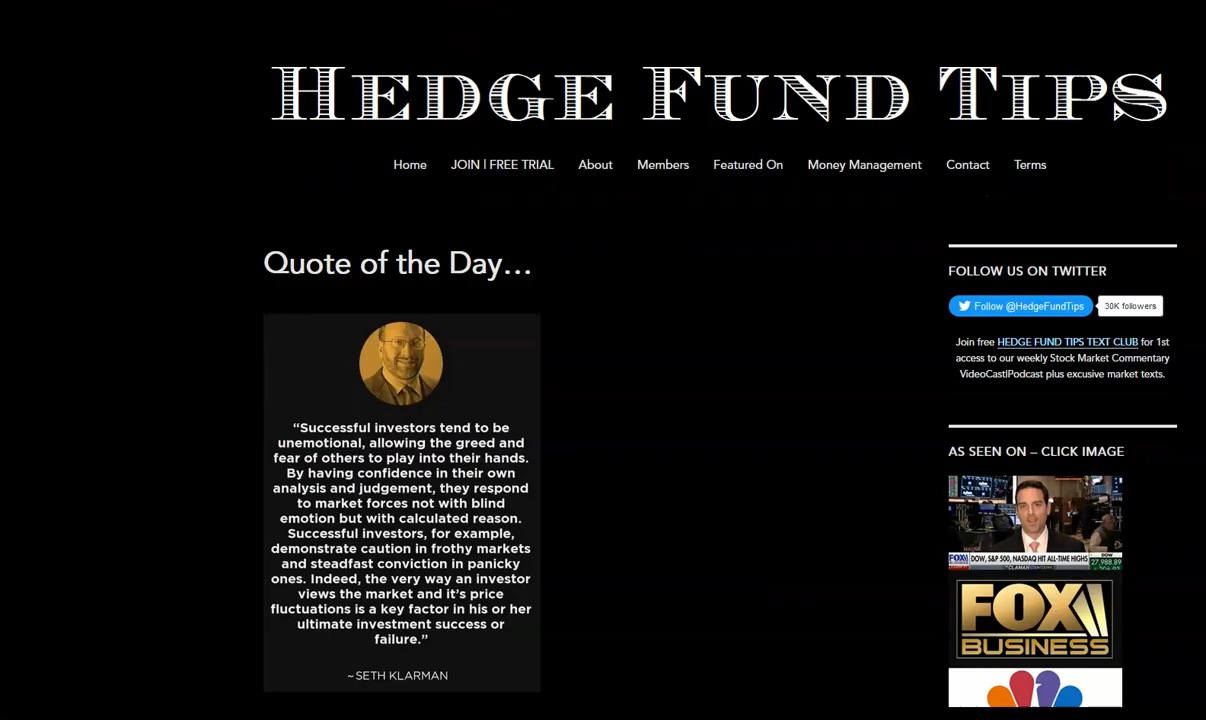 HEDGE FUND TIPS
Home JOIN | FREE TRIAL About Members Featured On Money Management Contact Terms
Quote of the Day…
“Successful investors tend to be
unemotional, allowing the greed and
fear of others to play into their hands.
By having confidence in their own
analysis and judgement, they respond
to market forces not with blind
emotion but with calculated reason.
Successful investors, for example,
demonstrate caution in frothy markets
and steadfast conviction in panicky
ones. Indeed, the very way an investor
views the market and it’s price
fluctuations is a key factor in his or her
ultimate investment success or
failure.”
~SETH KLARMAN
FOLLOW US ON TWITTER
Follow @HedgeFundTips 30K followers
Join free HEDGE FUND TIPS TEXT CLUB for 1st
access to our weekly Stock Market Commentary
VideoCast|Podcast plus excusive market texts.
AS SEEN ON – CLICK IMAGE
FOX DOW, S&P 500, NASDAQ HIT ALL-TIME HIGHS DOW
27,988.89
FOX
BUSINESS